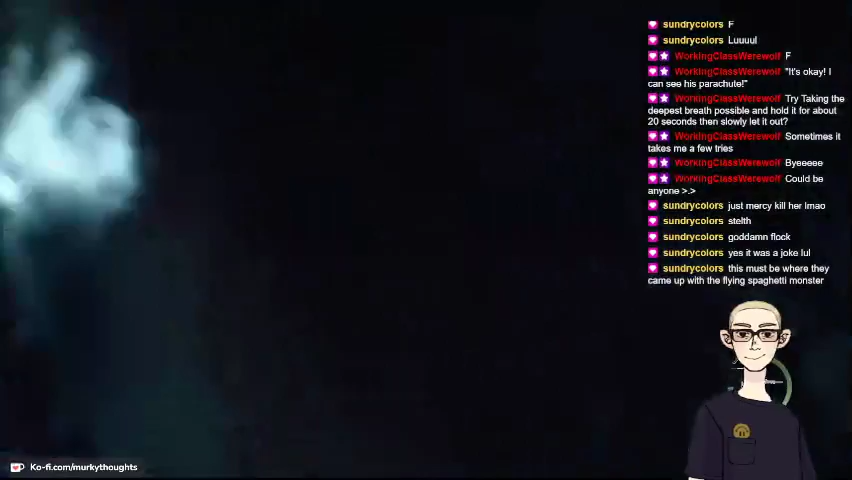 sundrycolors F
sundrycolors Luuuul
WorkingClassWerewolf F
WorkingClassWerewolf "It's okay! I
can see his parachute!"
WorkingClassWerewolf Try Taking the
deepest breath possible and hold it for about
20 seconds then slowly let it out?
WorkingClassWerewolf Sometimes it
takes me a few tries
WorkingClassWerewolf Byeeeee
WorkingClassWerewolf Could be
anyone >.>
sundrycolors just mercy kill her lmao
sundrycolors stelth
sundrycolors goddamn flock
sundrycolors yes it was a joke lul
sundrycolors this must be where they
came up with the flying spaghetti monster
Ko-fi.com/murkythoughts